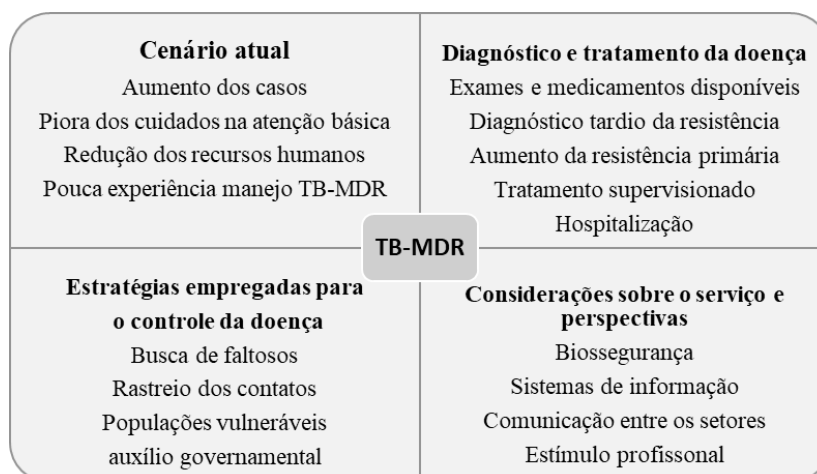 Cenário atual
Aumento dos casos
Piora dos cuidados na atenção básica
Redução dos recursos humanos
Pouca experiência manejo TB-MDR
Diagnóstico e tratamento da doença
Exames e medicamentos disponíveis
Diagnóstico tardio da resistência
Aumento da resistência primária
Tratamento supervisionado
Hospitalização
TB-MDR
Estratégias empregadas para
o controle da doença
Busca de faltosos
Rastreio dos contatos
Populações vulneráveis
auxílio governamental
Considerações sobre o serviço e
perspectivas
Biossegurança
Sistemas de informação
Comunicação entre os setores
Estímulo profissonal